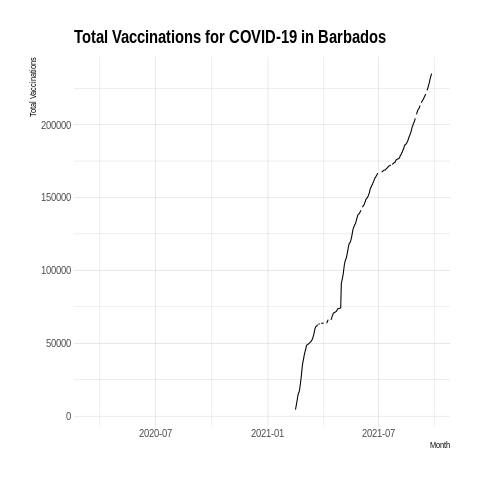 Total Vaccinations for COVID-19 in Barbados
Total Vaccinations
200000
150000
100000
50000
0
2020-07
2021-01
2021-07
Month